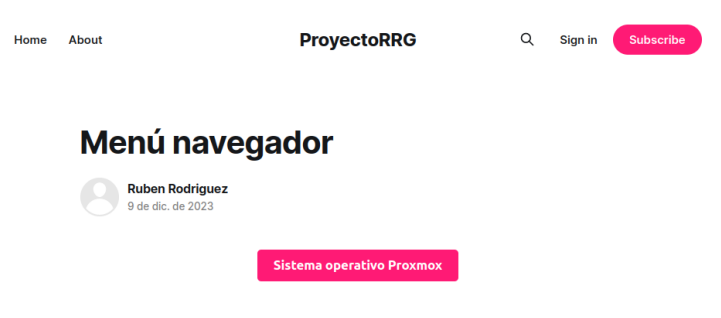 Home About ProyectoRRG Sign in Subscribe
Menú navegador
Ruben Rodriguez
9 de dic. de 2023
Sistema operativo Proxmox